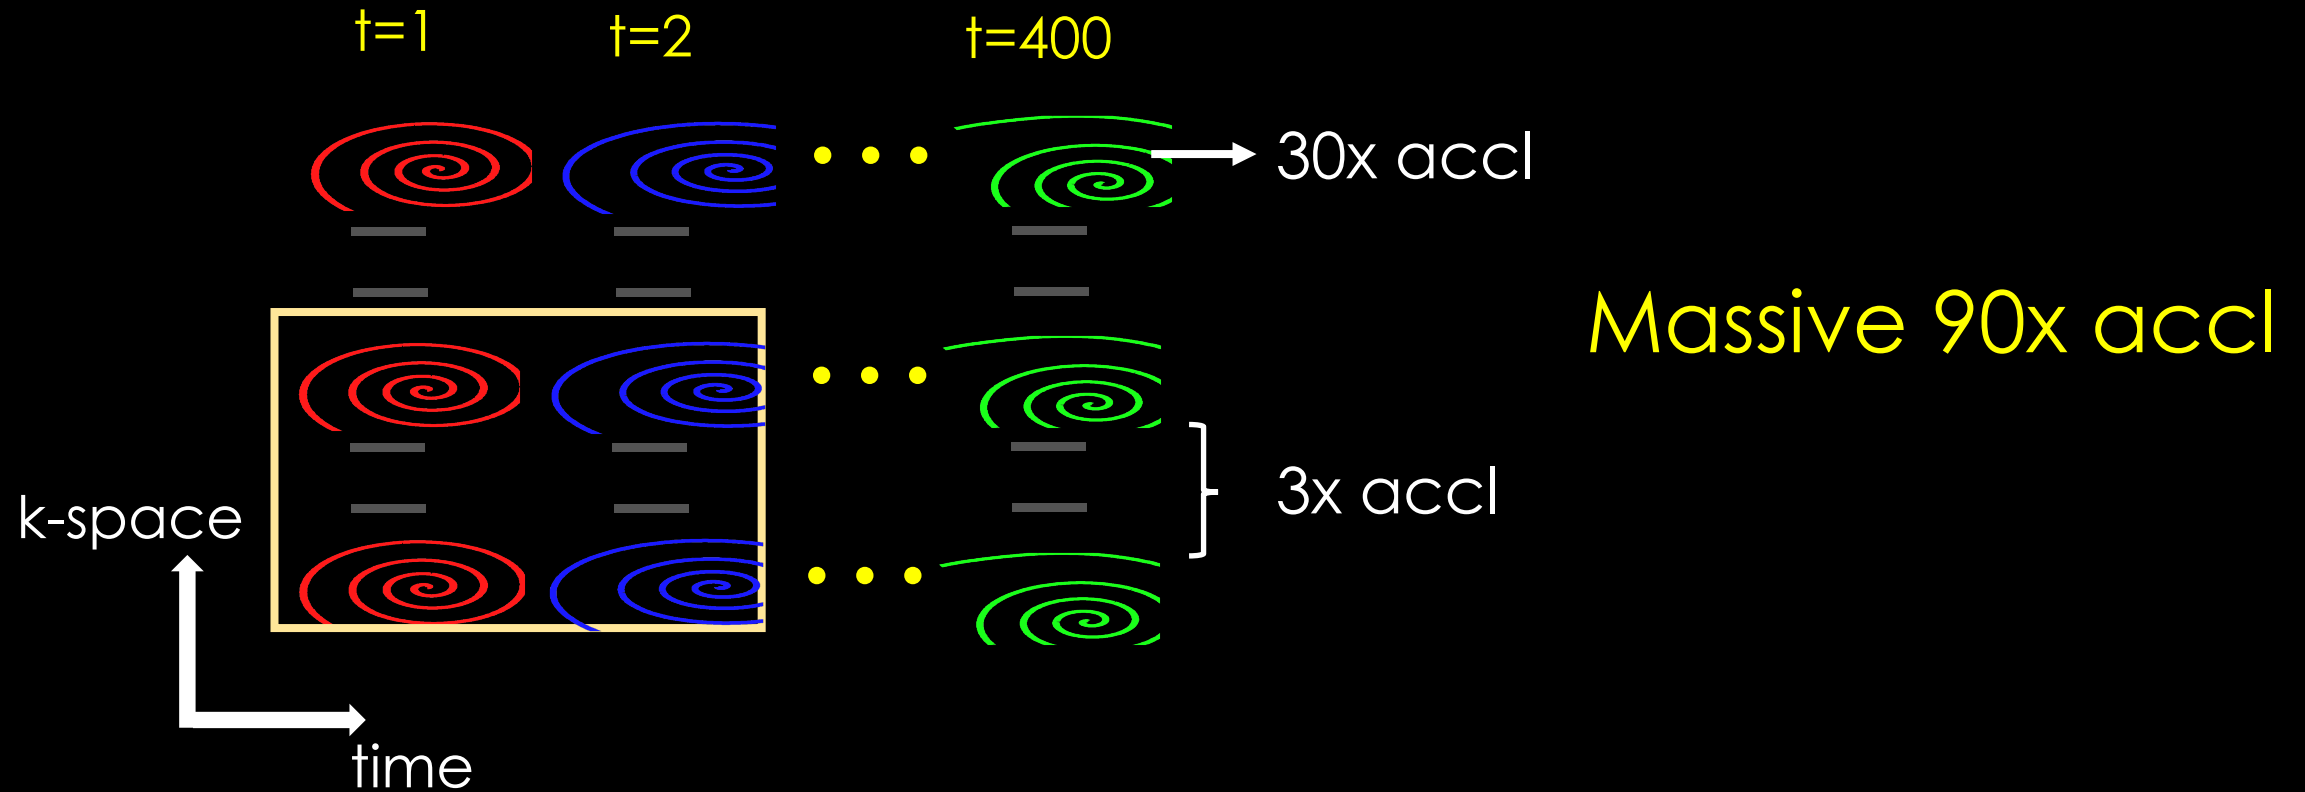 t=1
t=2
t=400
30x accl
Massive 90x accl
3x accl
k-space
time